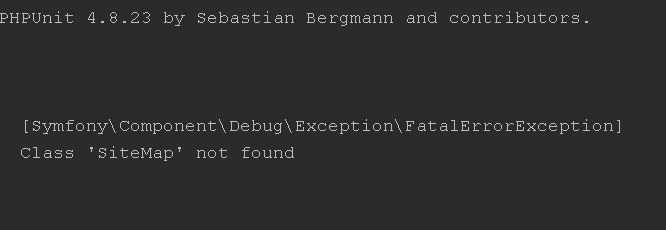 PHPUnit 4.8.23 by Sebastian Bergmann and contributors.
[Symfony\Component\Debug\Exception\FatalErrorException]
Class 'SiteMap' not found